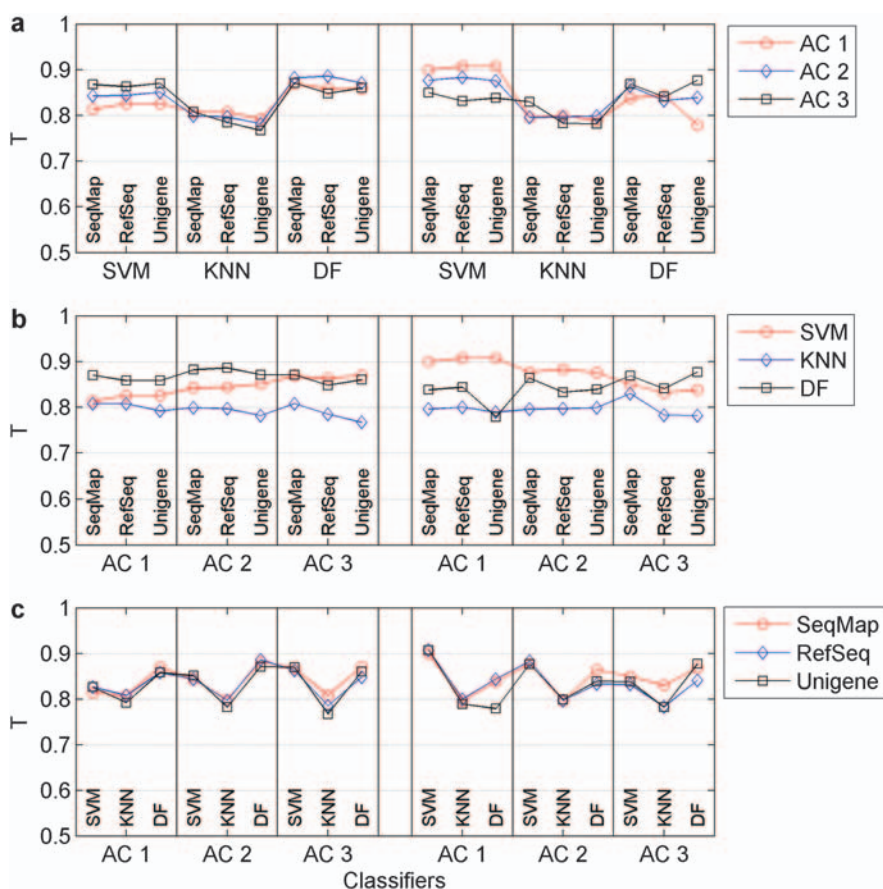 a
1
0.9
0.8
0.7
0.6
0.5
T
SeqMap RefSeq Unigene SeqMap RefSeq Unigene SeqMap RefSeq Unigene SeqMap RefSeq Unigene SeqMap RefSeq Unigene SeqMap RefSeq Unigene
SVM KNN DF SVM KNN DF
AC 1
AC 2
AC 3
b
1
0.9
0.8
0.7
0.6
0.5
T
SeqMap RefSeq Unigene SeqMap RefSeq Unigene SeqMap RefSeq Unigene SeqMap RefSeq Unigene SeqMap RefSeq Unigene SeqMap RefSeq Unigene
AC 1 AC 2 AC 3 AC 1 AC 2 AC 3
SVM
KNN
DF
c
1
0.9
0.8
0.7
0.6
0.5
T
SVM KNN DF SVM KNN DF SVM KNN DF SVM KNN DF SVM KNN DF SVM KNN DF
AC 1 AC 2 AC 3 AC 1 AC 2 AC 3
Classifiers
SeqMap
RefSeq
Unigene